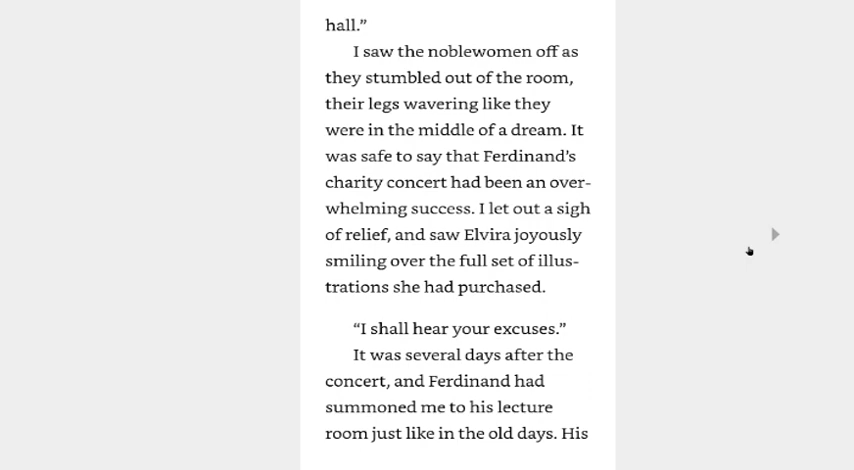 hall.”
I saw the noblewomen off as
they stumbled out of the room,
their legs wavering like they
were in the middle of a dream. It
was safe to say that Ferdinand’s
charity concert had been an over-
whelming success. I let out a sigh
of relief, and saw Elvira joyously
smiling over the full set of illus-
trations she had purchased.
“I shall hear your excuses.”
It was several days after the
concert, and Ferdinand had
summoned me to his lecture
room just like in the old days. His